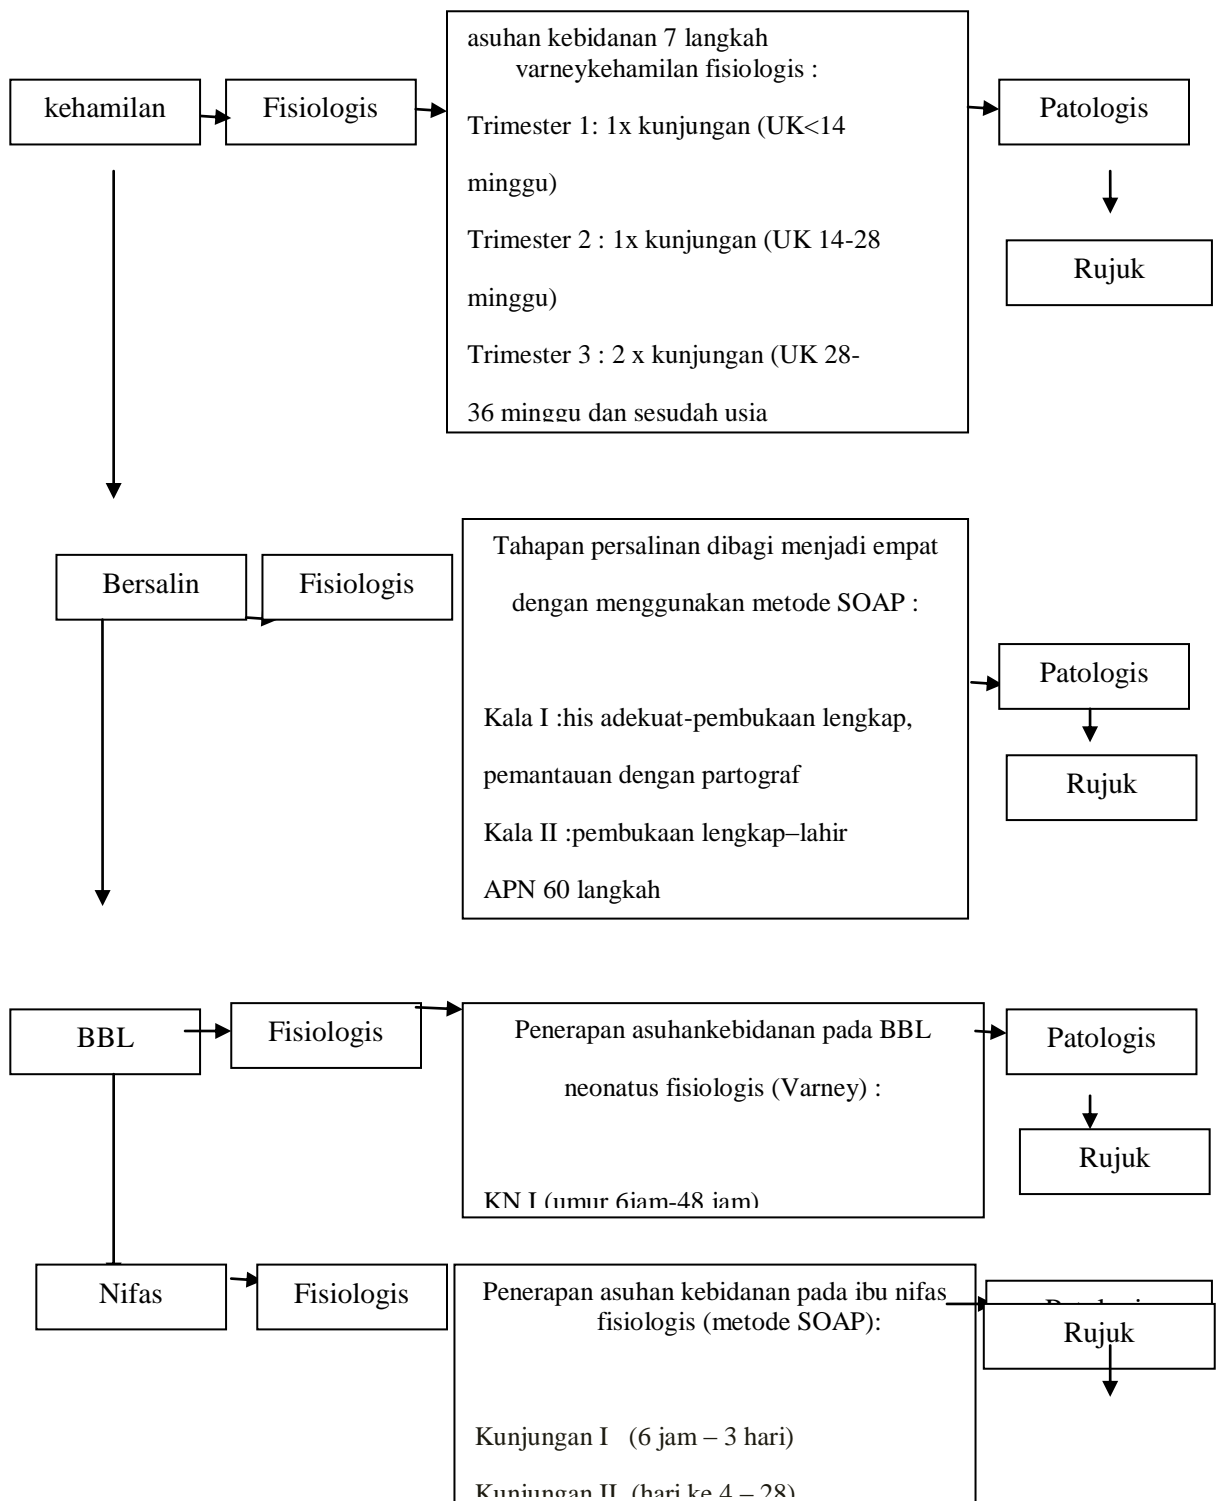 kehamilan
Fisiologis
asuhan kebidanan 7 langkah
varneykehamilan fisiologis :
Trimester 1: 1x kunjungan (UK<14
minggu)
Trimester 2 : 1x kunjungan (UK 14-28
minggu)
Trimester 3 : 2 x kunjungan (UK 28-
36 minggu dan sesudah usia
Patologis
Rujuk
Bersalin
Fisiologis
Tahapan persalinan dibagi menjadi empat
dengan menggunakan metode SOAP :
Kala I :his adekuat-pembukaan lengkap,
pemantauan dengan partograf
Kala II :pembukaan lengkap–lahir
APN 60 langkah
Patologis
Rujuk
BBL
Fisiologis
Penerapan asuhankebidanan pada BBL
neonatus fisiologis (Varney) :
KN I (umur 6jam-48 jam)
Patologis
Rujuk
Nifas
Fisiologis
Penerapan asuhan kebidanan pada ibu nifas
fisiologis (metode SOAP):
Kunjungan I (6 jam – 3 hari)
Kunjungan II (hari ke 4 – 28)
Rujuk